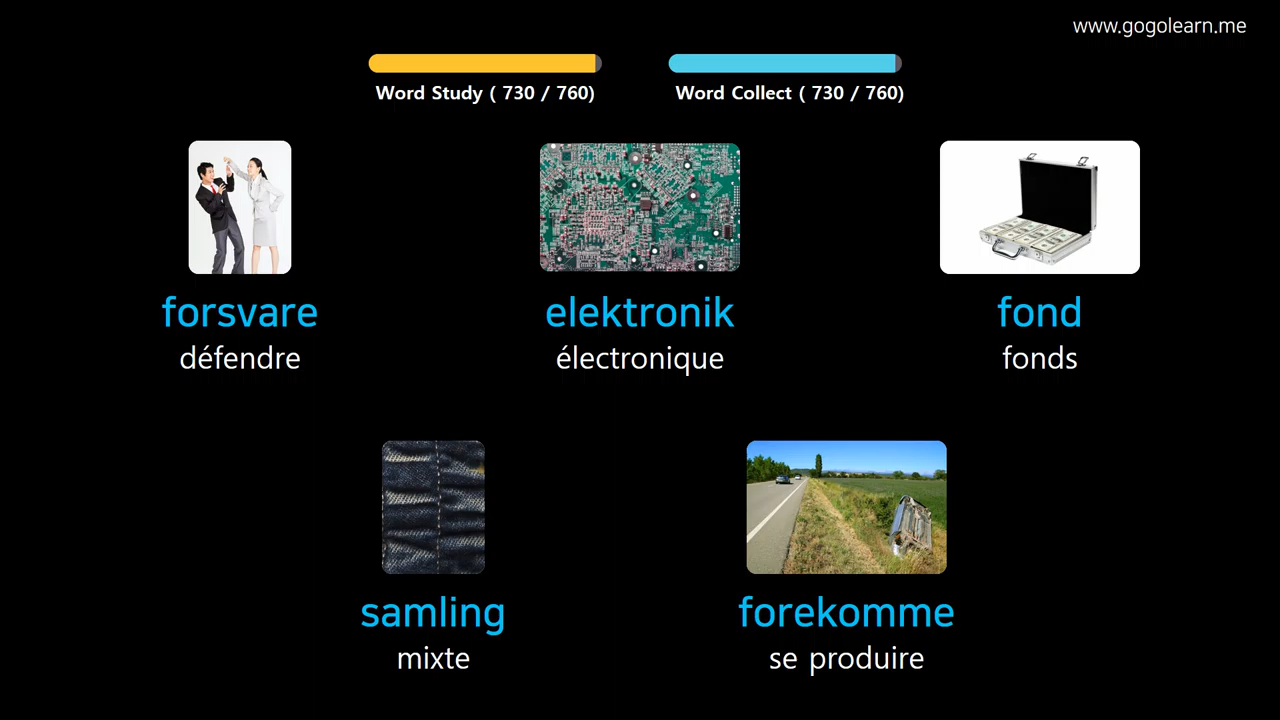 www.gogolearn.me
Word Study ( 730 / 760)
Word Collect ( 730 / 760)
forsvare
défendre
elektronik
électronique
fond
fonds
samling
mixte
forekomme
se produire